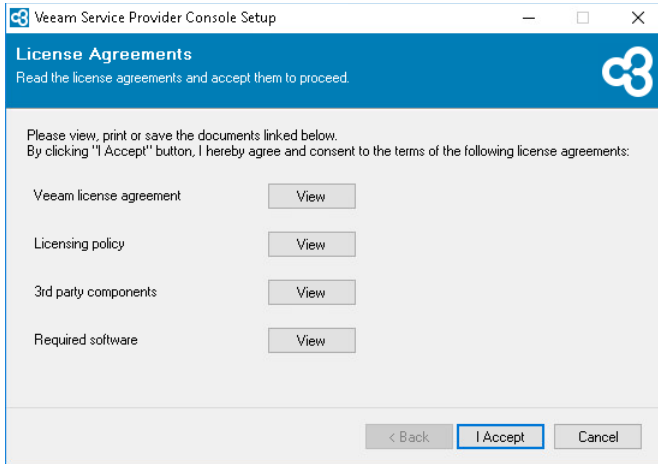 Veeam Service Provider Console Setup
License Agreements
Read the license agreements and accept them to proceed.
Please view, print or save the documents linked below.
By clicking "I Accept" button, I hereby agree and consent to the terms of the following license agreements:
Veeam license agreement View
Licensing policy View
3rd party components View
Required software View
< Back I Accept Cancel